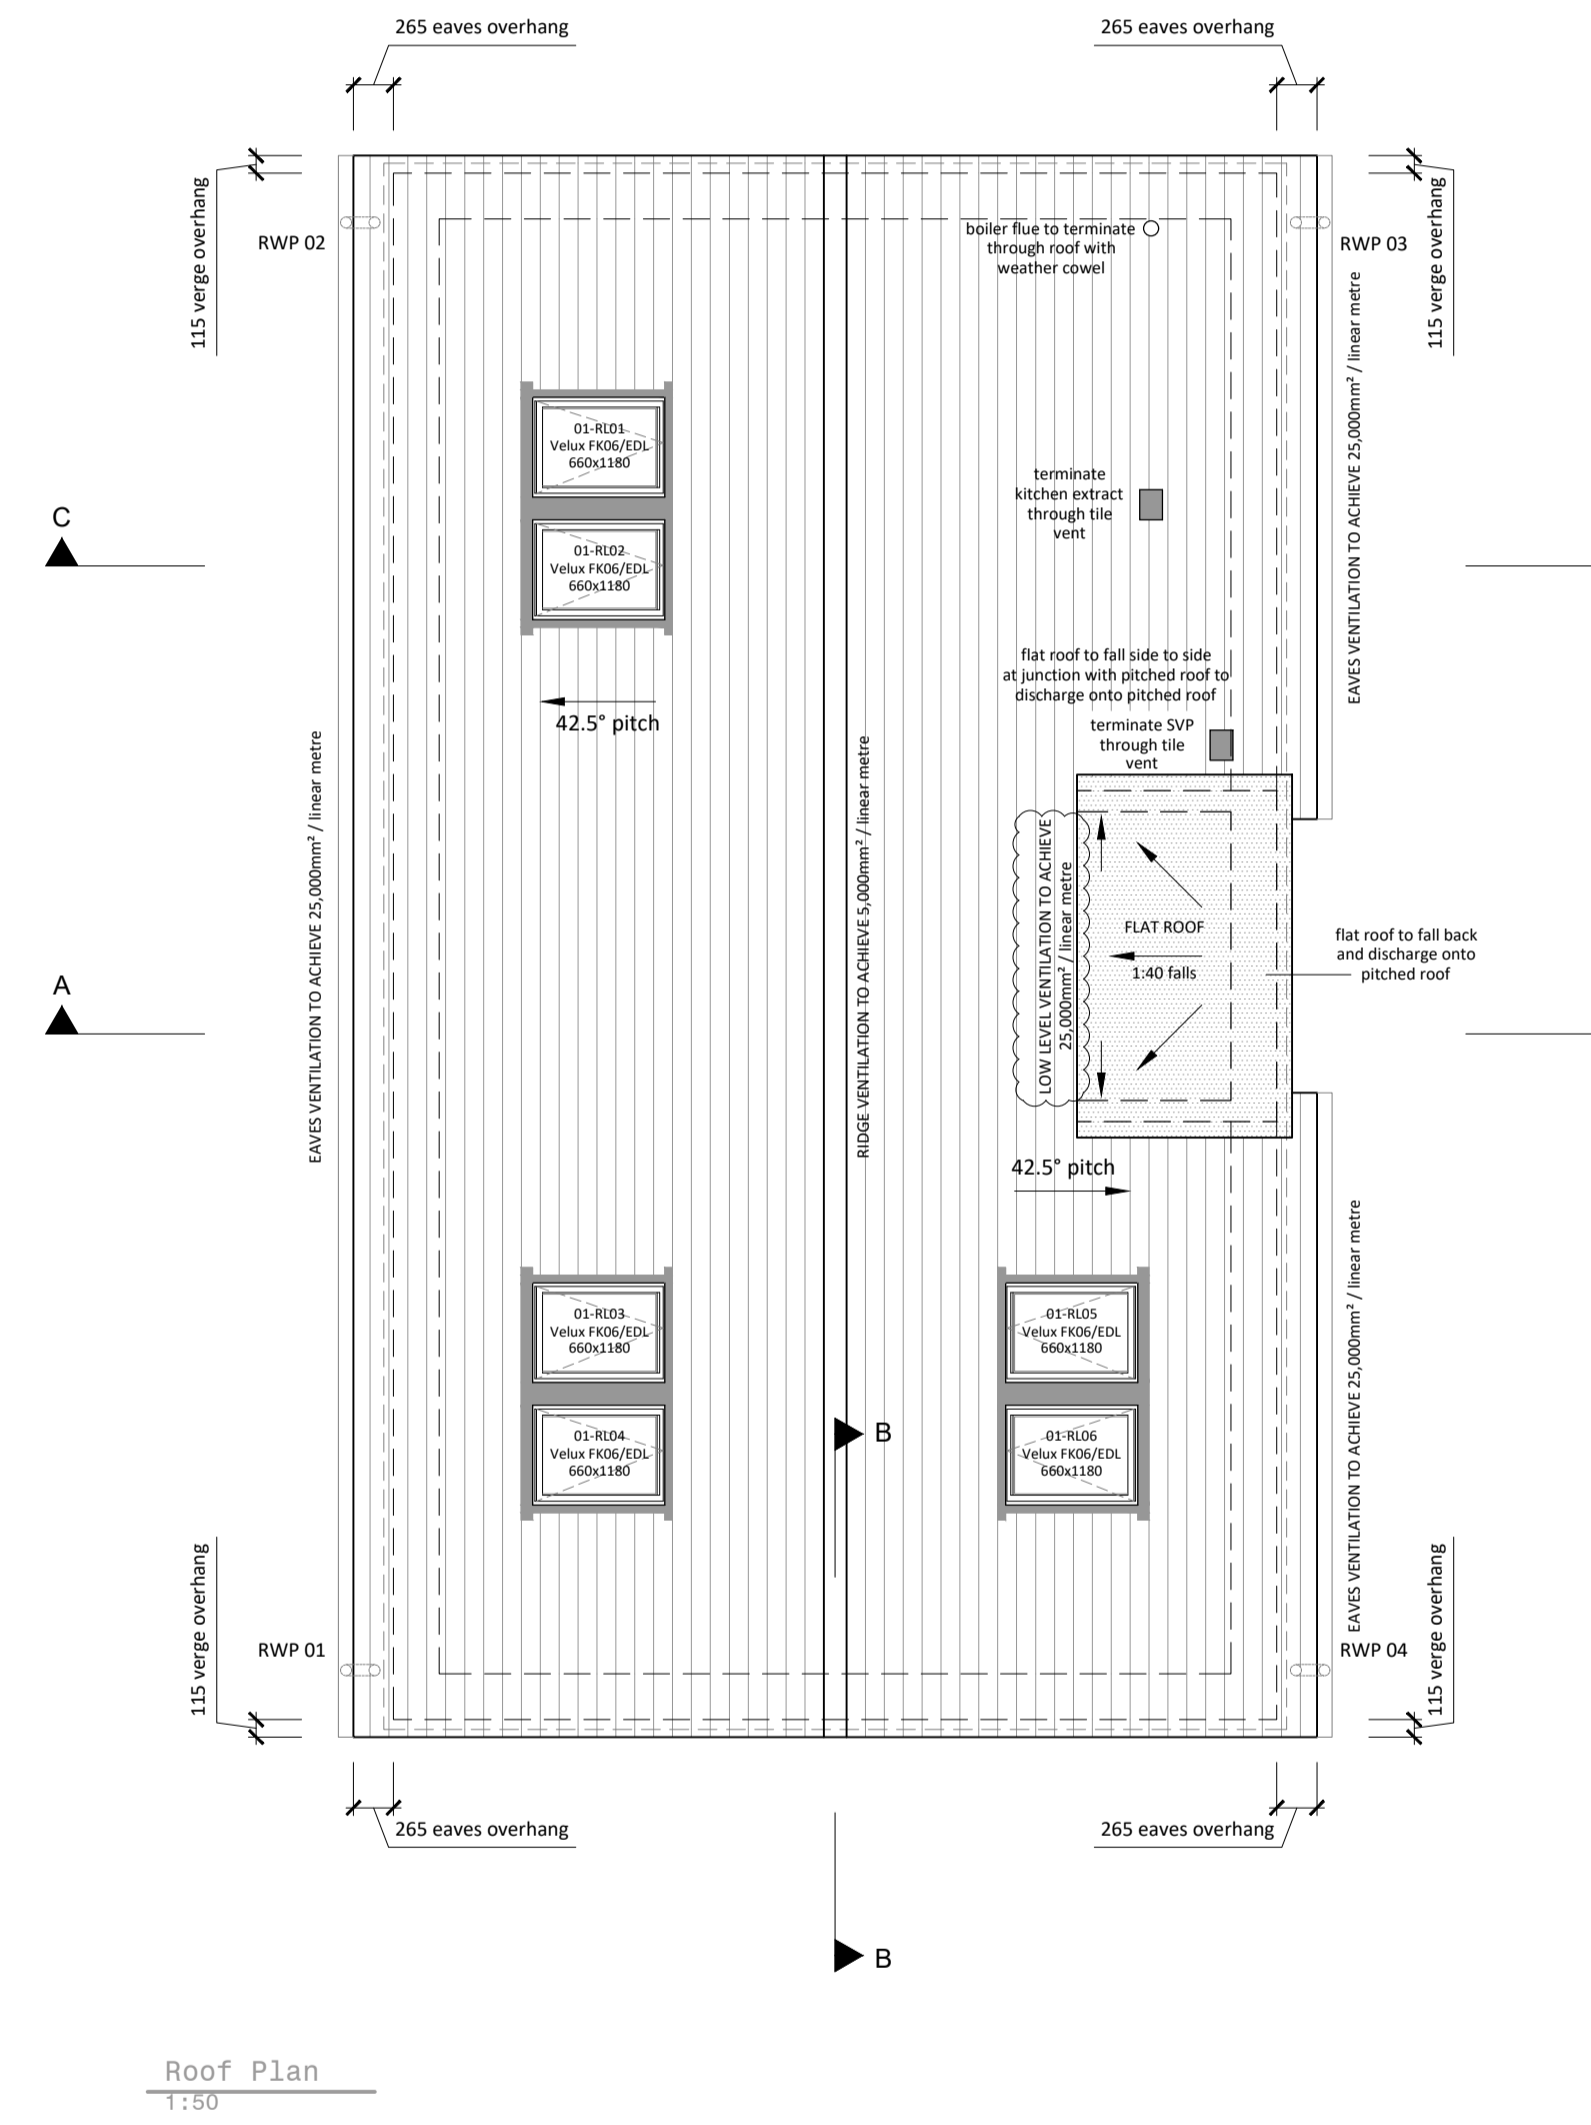 265 eaves overhang
265 eaves overhang
115 verge overhang
115 verge overhang
RWP 02
RWP 03
boiler flue to terminate
through roof with
weather cowel
EAVES VENTILATION TO ACHIEVE 25,000mm² / linear metre
01-RL01
Velux FK06/EDL
660x1180
terminate
kitchen extract
through tile
vent
C
01-RL02
Velux FK06/EDL
660x1180
flat roof to fall side to side
at junction with pitched roof to
discharge onto pitched roof
42.5° pitch
terminate SVP
through tile
vent
EAVES VENTILATION TO ACHIEVE 25,000mm² / linear metre
RIDGE VENTILATION TO ACHIEVE 5,000mm² / linear metre
LOW LEVEL VENTILATION TO ACHIEVE
25,000mm² / linear metre
FLAT ROOF
1:40 falls
flat roof to fall back
and discharge onto
pitched roof
A
42.5° pitch
EAVES VENTILATION TO ACHIEVE 25,000mm² / linear metre
01-RL03
Velux FK06/EDL
660x1180
01-RL05
Velux FK06/EDL
660x1180
01-RL04
Velux FK06/EDL
660x1180
B
01-RL06
Velux FK06/EDL
660x1180
115 verge overhang
115 verge overhang
RWP 01
RWP 04
265 eaves overhang
265 eaves overhang
B
Roof Plan
1:50